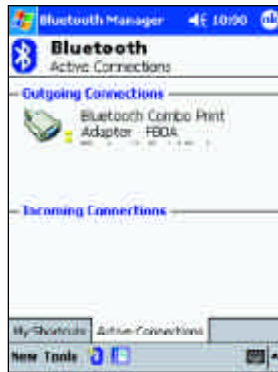 Bluetooth Manager 10:00
Bluetooth
Active Connections
Outgoing Connections
Bluetooth Combo Print
Adapter F80A
Incoming Connections
My Shortcuts Active Connections
New Tools